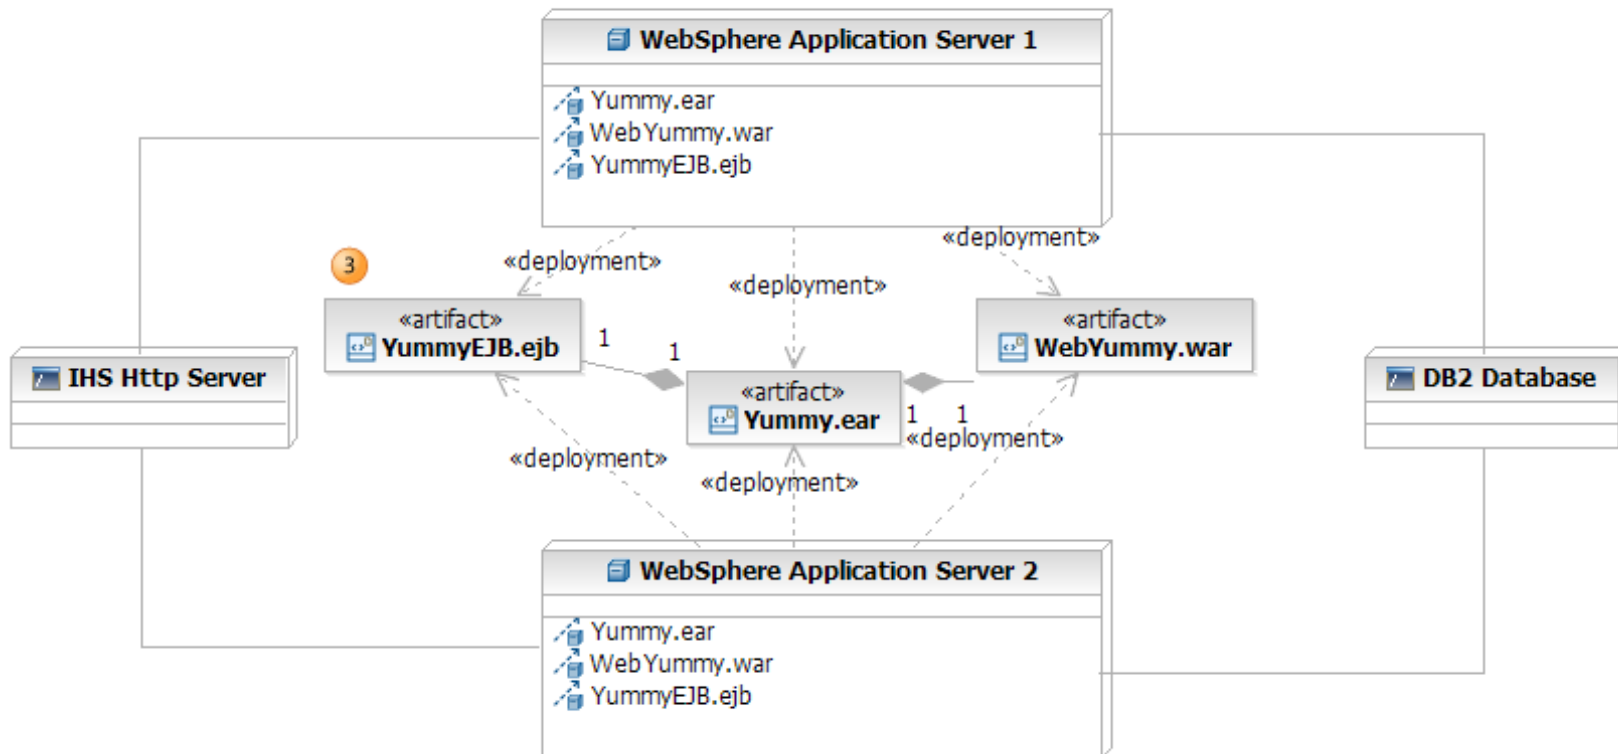 WebSphere Application Server 1
Yummy.ear
WebYummy.war
YummyEJB.ejb
«deployment»
«deployment»
«deployment»
3
«artifact»
YummyEJB.ejb
1
1
«artifact»
WebYummy.war
IHS Http Server
«artifact»
Yummy.ear
1
1
DB2 Database
«deployment»
«deployment»
«deployment»
WebSphere Application Server 2
Yummy.ear
WebYummy.war
YummyEJB.ejb